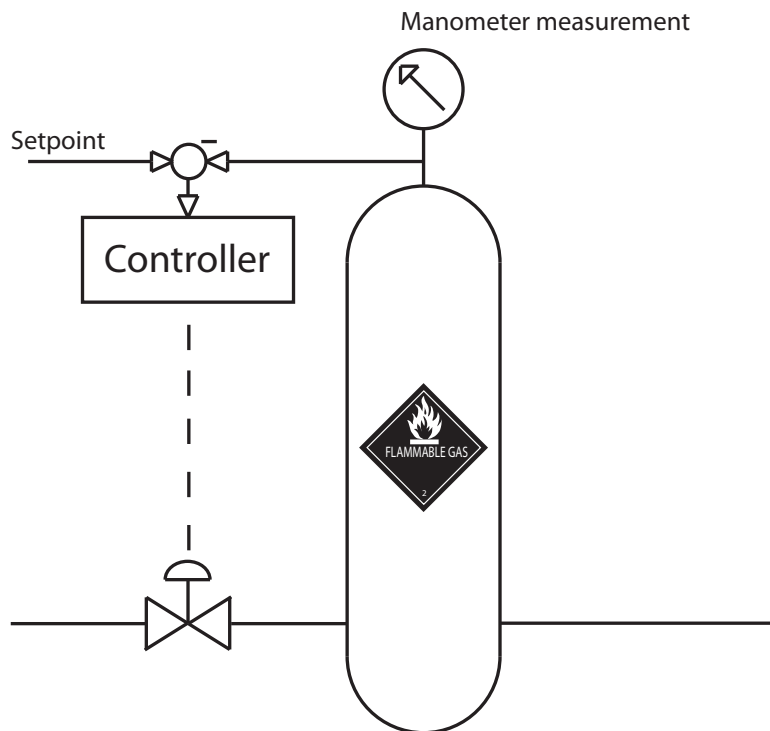 Manometer measurement
Setpoint
-
Controller
FLAMMABLE GAS
2